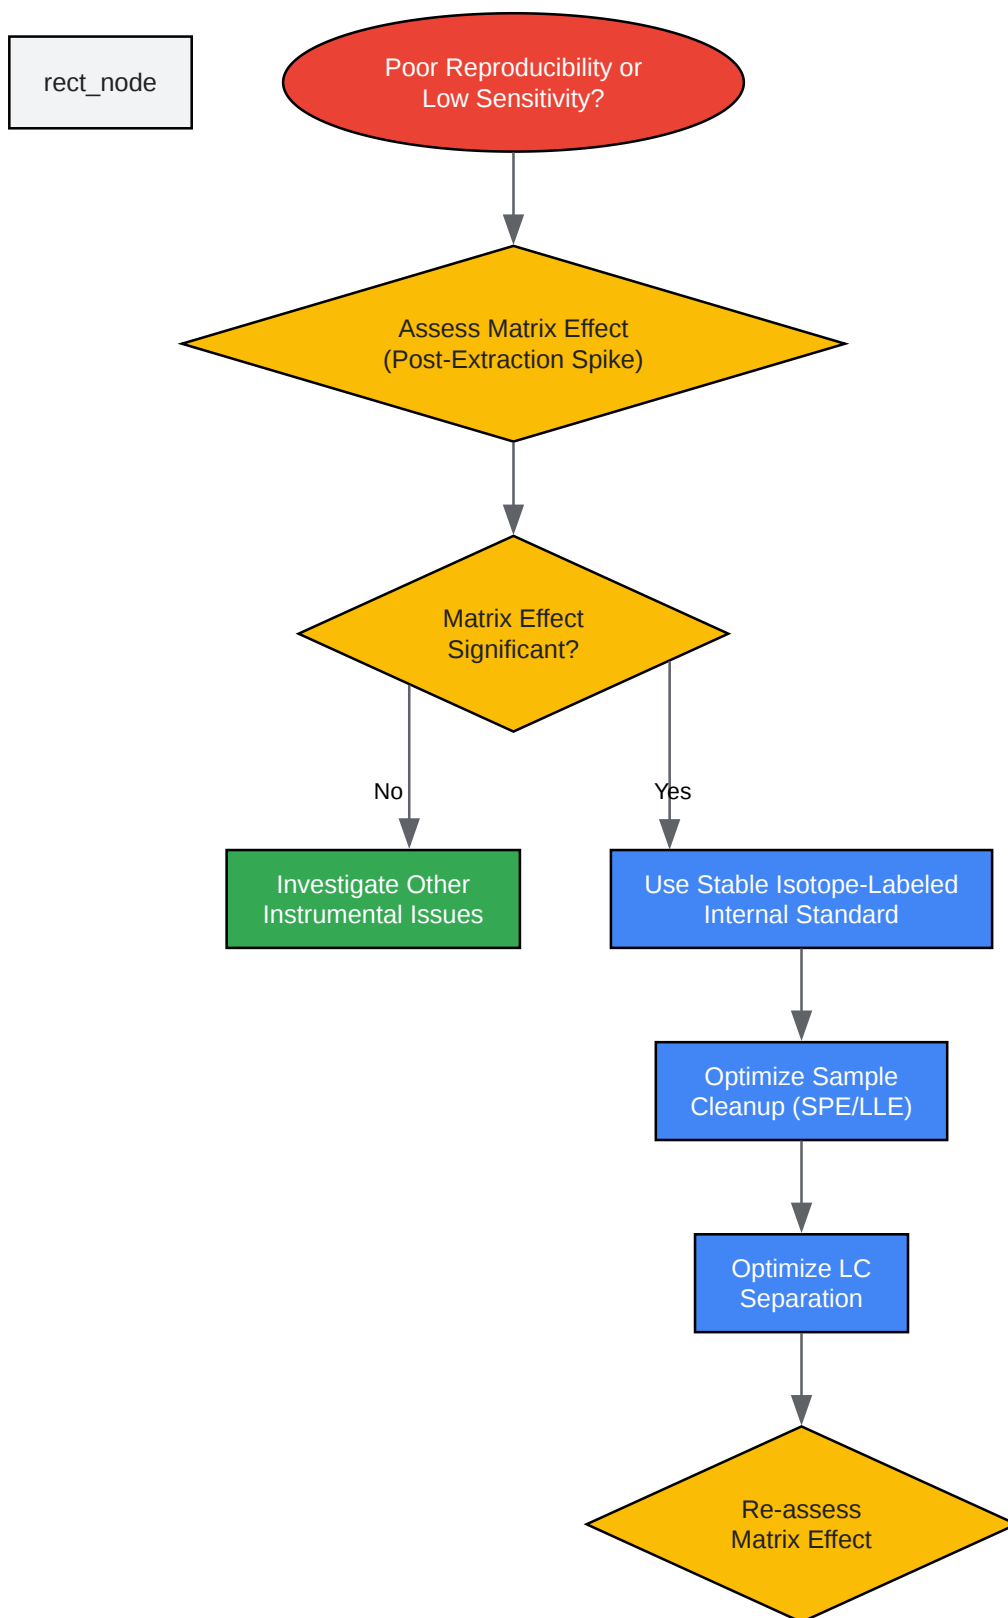 rect_node
Poor Reproducibility or
Low Sensitivity?
Assess Matrix Effect
(Post-Extraction Spike)
Matrix Effect
Significant?
No
Yes
Investigate Other
Instrumental Issues
Use Stable Isotope-Labeled
Internal Standard
Optimize Sample
Cleanup (SPE/LLE)
Optimize LC
Separation
Re-assess
Matrix Effect